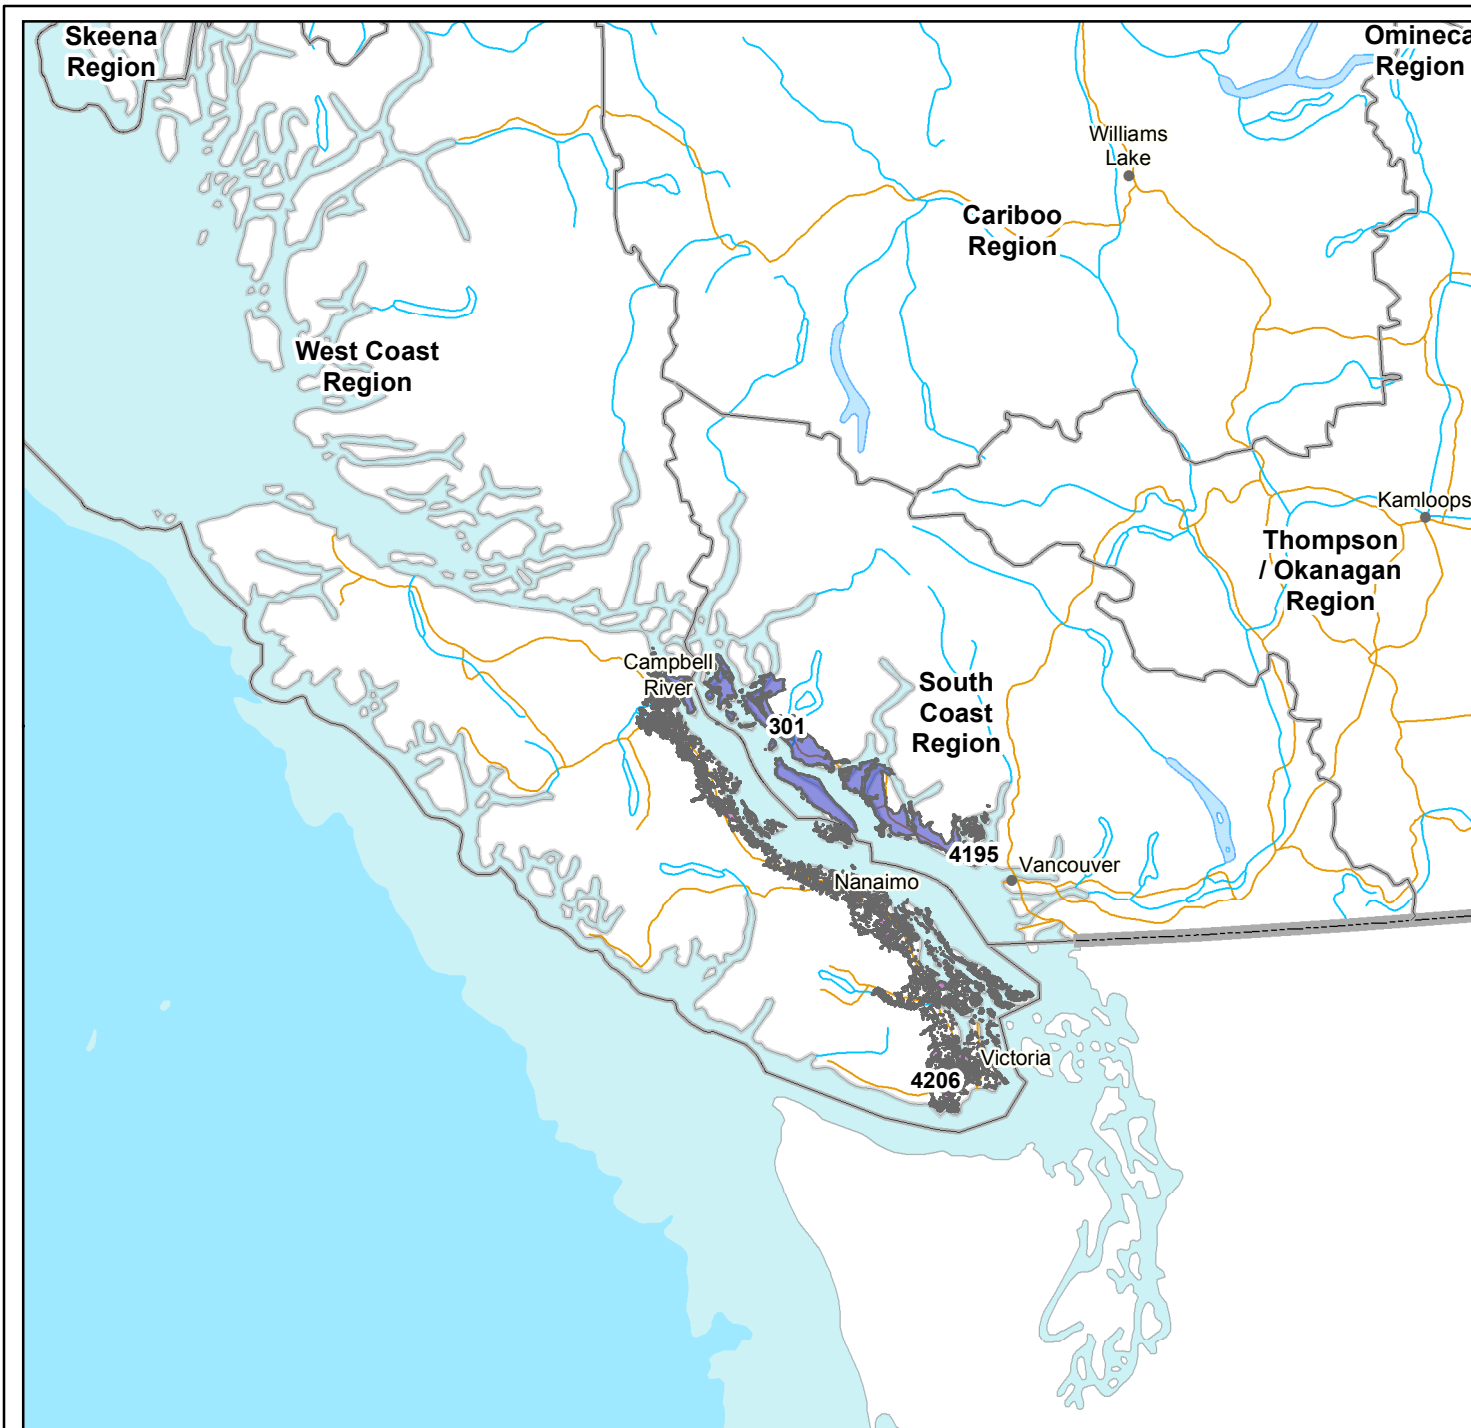 Skeena
Region
Omineca
Region
Williams
Lake
Cariboo
Region
West Coast
Region
Kamloops
Thompson
/ Okanagan
Region
Campbell
River
South
Coast
Region
301
4195
Vancouver
Nanaimo
Victoria
4206